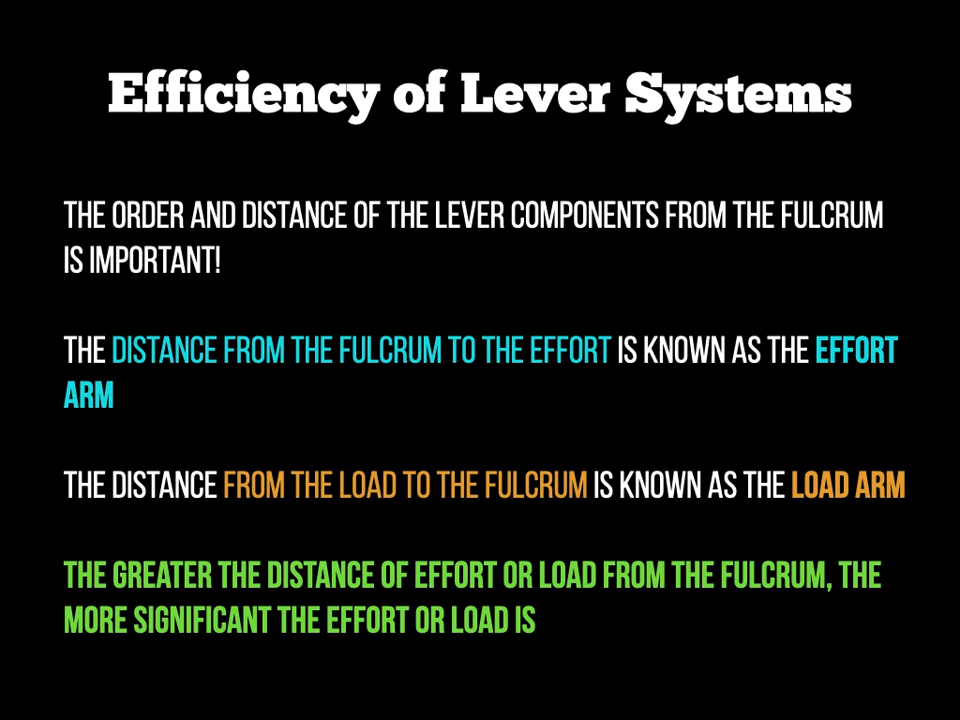 Efficiency of Lever Systems
THE ORDER AND DISTANCE OF THE LEVER COMPONENTS FROM THE FULCRUM
IS IMPORTANT!
THE DISTANCE FROM THE FULCRUM TO THE EFFORT IS KNOWN AS THE EFFORT
ARM
THE DISTANCE FROM THE LOAD TO THE FULCRUM IS KNOWN AS THE LOAD ARM
THE GREATER THE DISTANCE OF EFFORT OR LOAD FROM THE FULCRUM, THE
MORE SIGNIFICANT THE EFFORT OR LOAD IS